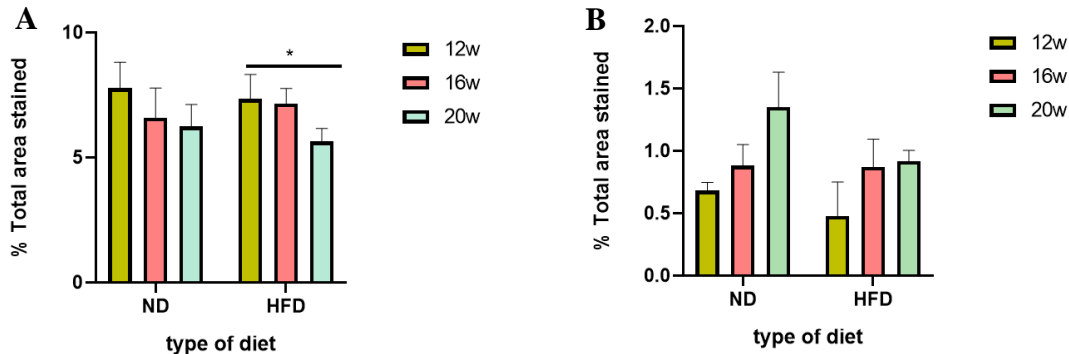 A
% Total area stained
10
5
0
*
ND
HFD
type of diet
12w
16w
20w
B
% Total area stained
2.0
1.5
1.0
0.5
0.0
ND
HFD
type of diet
12w
16w
20w